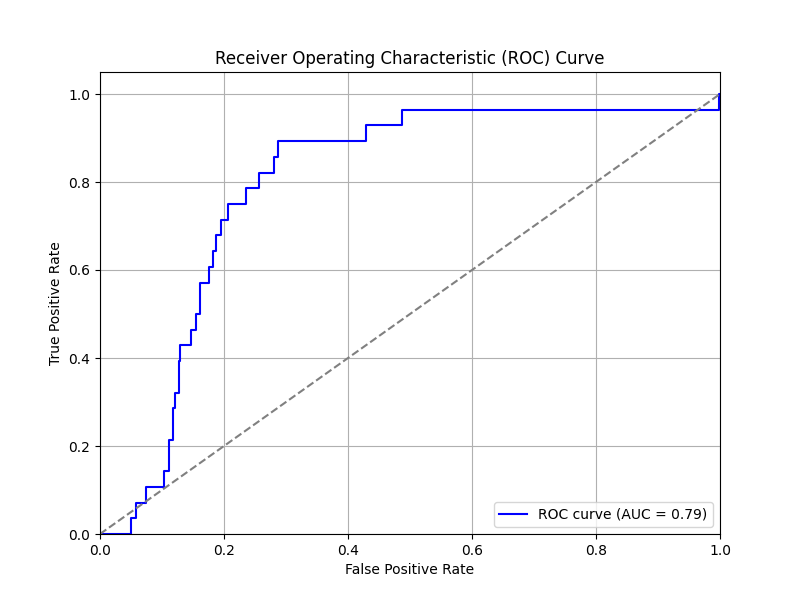 Receiver Operating Characteristic (ROC) Curve
1.0
0.8
0.6
0.4
0.2
0.0
True Positive Rate
ROC curve (AUC = 0.79)
0.0 0.2 0.4 0.6 0.8 1.0
False Positive Rate